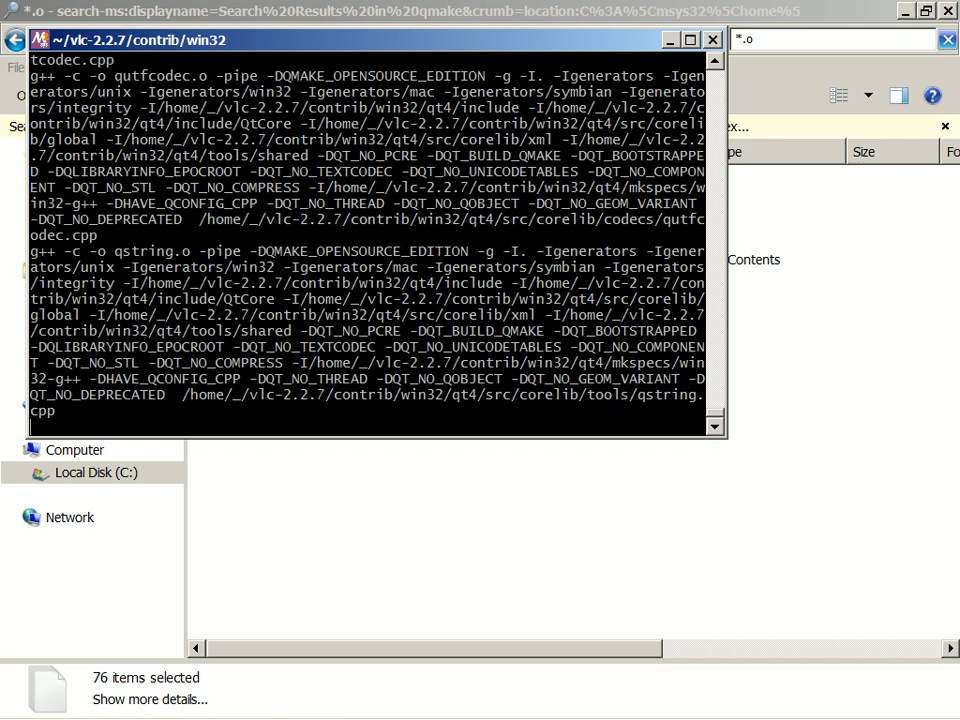 *.o - search-ms:displayname=Search%20Results%20in%20qmake&crumb=location:C%3A%5Cmsys32%5Chome%5
~/vlc-2.2.7/contrib/win32
*.o
File
O
Sea
ex...
pe
Size
Fo
Contents
tcodec.cpp
g++ -c -o qutfcodec.o -pipe -DQMAKE_OPENSOURCE_EDITION -g -I. -Igenerators -Igen
erators/unix -Igenerators/win32 -Igenerators/mac -Igenerators/symbian -Igenerato
rs/integrity -I/home/_/vlc-2.2.7/contrib/win32/qt4/include -I/home/_/vlc-2.2.7/c
ontrib/win32/qt4/include/QtCore -I/home/_/vlc-2.2.7/contrib/win32/qt4/src/coreli
b/global -I/home/_/vlc-2.2.7/contrib/win32/qt4/src/corelib/xml -I/home/_/vlc-2.2
.7/contrib/win32/qt4/tools/shared -DQT_NO_PCRE -DQT_BUILD_QMAKE -DQT_BOOTSTRAPPE
D -DQLIBRARYINFO_EPOCROOT -DQT_NO_TEXTCODEC -DQT_NO_UNICODETABLES -DQT_NO_COMPON
ENT -DQT_NO_STL -DQT_NO_COMPRESS -I/home/_/vlc-2.2.7/contrib/win32/qt4/mkspecs/w
in32-g++ -DHAVE_QCONFIG_CPP -DQT_NO_THREAD -DQT_NO_QOBJECT -DQT_NO_GEOM_VARIANT 
-DQT_NO_DEPRECATED  /home/_/vlc-2.2.7/contrib/win32/qt4/src/corelib/codecs/qutfc
odec.cpp
g++ -c -o qstring.o -pipe -DQMAKE_OPENSOURCE_EDITION -g -I. -Igenerators -Igener
ators/unix -Igenerators/win32 -Igenerators/mac -Igenerators/symbian -Igenerators
/integrity -I/home/_/vlc-2.2.7/contrib/win32/qt4/include -I/home/_/vlc-2.2.7/con
trib/win32/qt4/include/QtCore -I/home/_/vlc-2.2.7/contrib/win32/qt4/src/corelib/
global -I/home/_/vlc-2.2.7/contrib/win32/qt4/src/corelib/xml -I/home/_/vlc-2.2.7
/contrib/win32/qt4/tools/shared -DQT_NO_PCRE -DQT_BUILD_QMAKE -DQT_BOOTSTRAPPED 
-DQLIBRARYINFO_EPOCROOT -DQT_NO_TEXTCODEC -DQT_NO_UNICODETABLES -DQT_NO_COMPONEN
T -DQT_NO_STL -DQT_NO_COMPRESS -I/home/_/vlc-2.2.7/contrib/win32/qt4/mkspecs/win
32-g++ -DHAVE_QCONFIG_CPP -DQT_NO_THREAD -DQT_NO_QOBJECT -DQT_NO_GEOM_VARIANT -D
QT_NO_DEPRECATED  /home/_/vlc-2.2.7/contrib/win32/qt4/src/corelib/tools/qstring.
cpp
Computer
Local Disk (C:)
Network
76 items selected
Show more details...